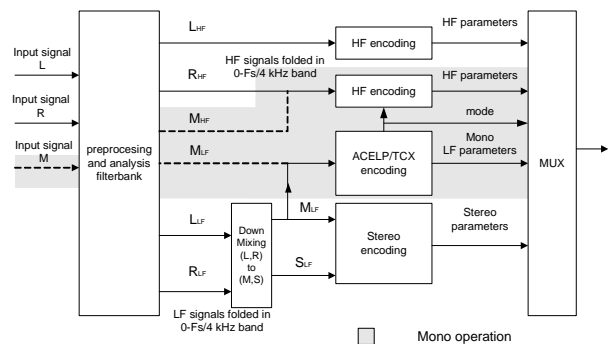 Input signal
L
Input signal
R
Input signal
M
preprocesing
and analysis
filterbank
LHF
HF signals folded in
0-Fs/4 kHz band
RHF
MHF
MLF
LLF
RLF
LF signals folded in
0-Fs/4 kHz band
Down
Mixing
(L,R)
to
(M,S)
MLF
SLF
HF encoding
HF encoding
ACELP/TCX
encoding
Stereo
encoding
HF parameters
HF parameters
mode
Mono
LF parameters
Stereo
parameters
MUX
Mono operation